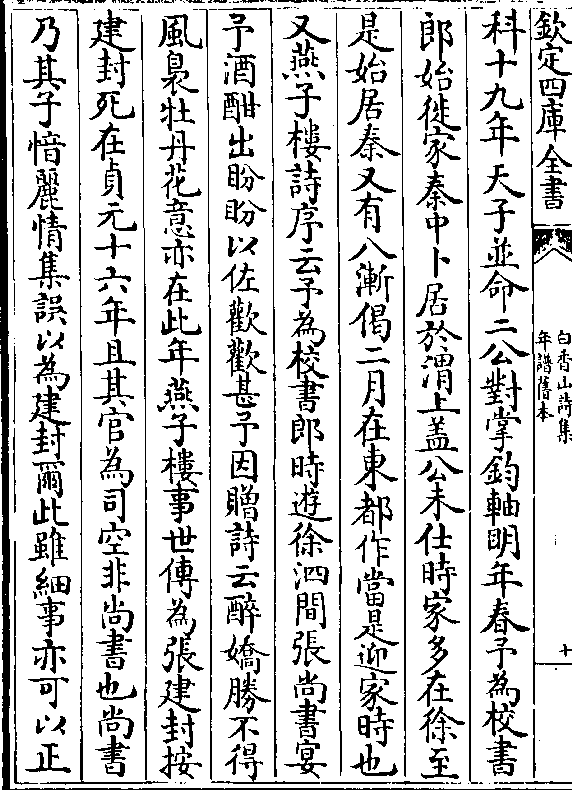 欽定四庫全書
白香山詩集
年譜舊本
十
科十九年天子並命二公對掌鈞軸明年春予為校書
郎始徙家秦中卜居於渭上盖公未仕時家多在徐至
是始居秦又有八漸偈二月在東都作當是迎家時也
又燕子樓詩序云予為校書郎時遊徐泗間張尚書宴
予酒酣出盼盼以佐歡歡甚予因贈詩云醉嬌勝不得
風裊牡丹花意亦在此年燕子樓事世傳為張建封按
建封死在貞元十六年且其官為司空非尚書也尚書
乃其子愔麗情集誤以為建封爾此雖細事亦可以正